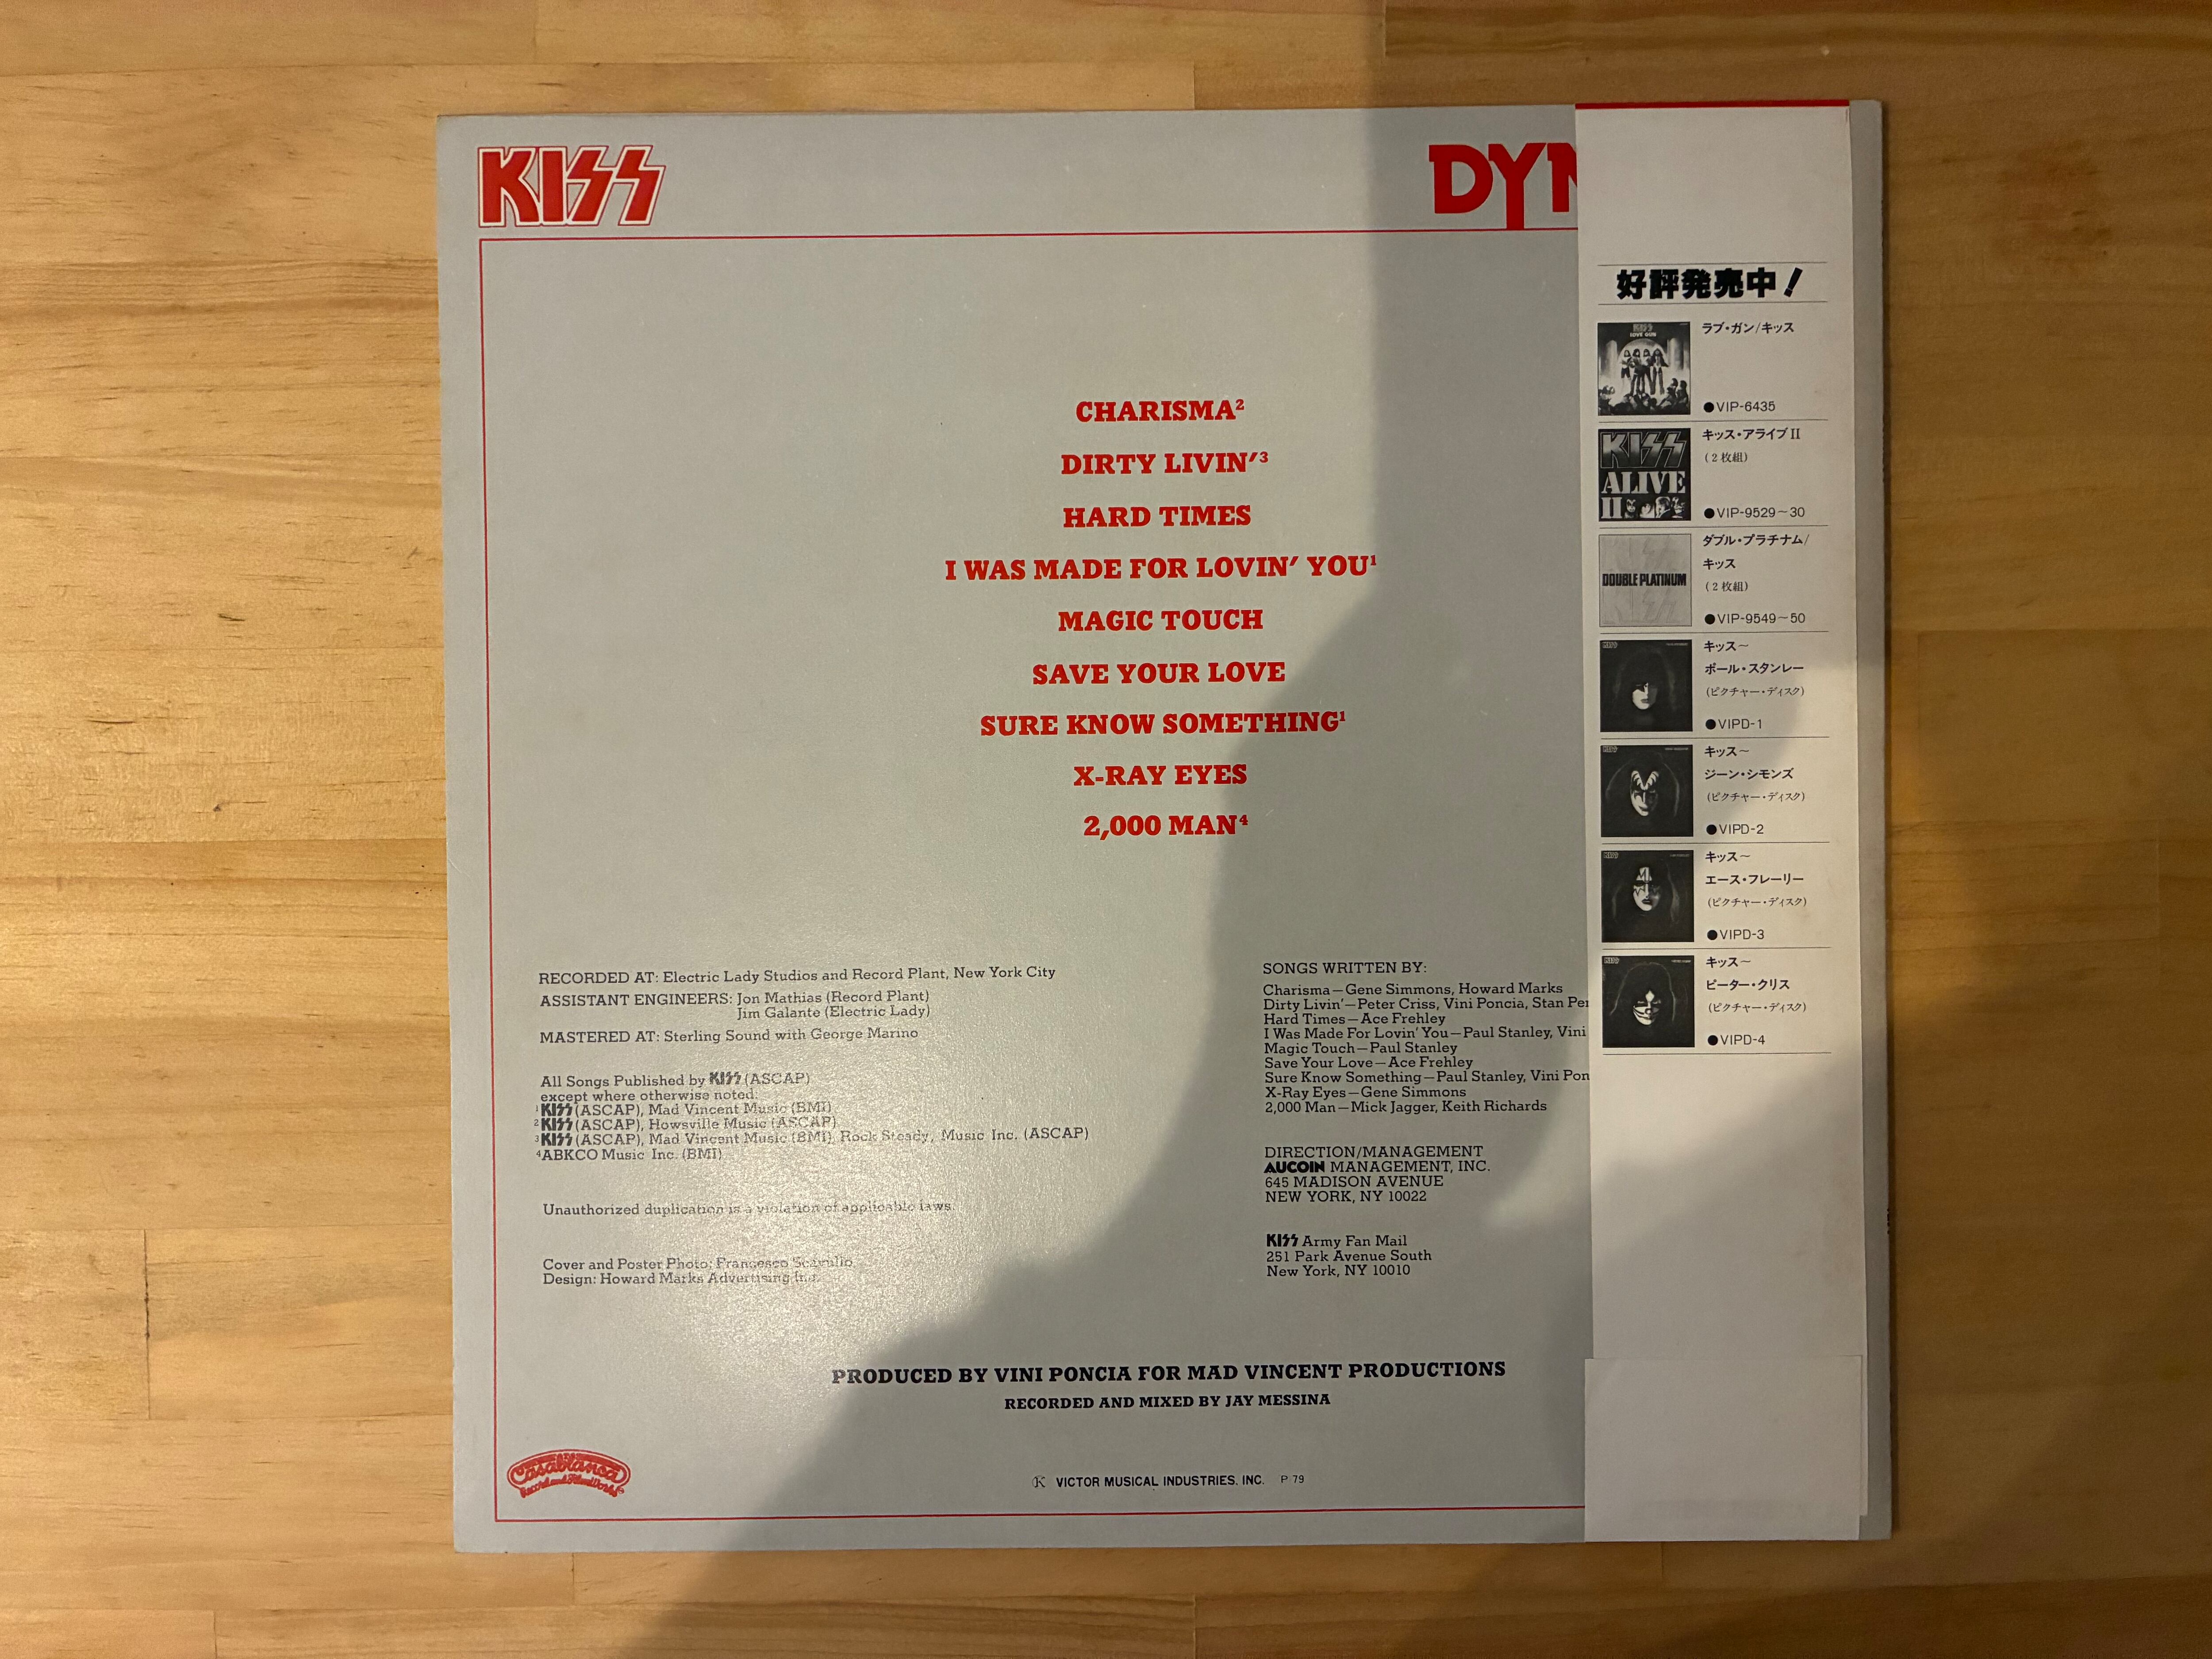 KISS
DYN
CHARISMA²
DIRTY LIVIN'³
HARD TIMES
I WAS MADE FOR LOVIN' YOU¹
MAGIC TOUCH
SAVE YOUR LOVE
SURE KNOW SOMETHING¹
X-RAY EYES
2,000 MAN⁴
RECORDED AT: Electric Lady Studios and Record Plant, New York City
ASSISTANT ENGINEERS: Jon Mathias (Record Plant)
Jim Galante (Electric Lady)
MASTERED AT: Sterling Sound with George Marino
All Songs Published by KISS (ASCAP)
except where otherwise noted:
¹KISS (ASCAP), Mad Vincent Music (BMI)
²KISS (ASCAP), Howsville Music (ASCAP)
³KISS (ASCAP), Mad Vincent Music (BMI), Rock Steady, Music Inc. (ASCAP)
⁴ABKCO Music Inc. (BMI)
Unauthorized duplication is a violation of applicable laws.
Cover and Poster Photo: Francesco Scavullo
Design: Howard Marks Advertising Inc.
SONGS WRITTEN BY:
Charisma—Gene Simmons, Howard Marks
Dirty Livin'—Peter Criss, Vini Poncia, Stan Pe
Hard Times—Ace Frehley
I Was Made For Lovin' You—Paul Stanley, Vini
Magic Touch—Paul Stanley
Save Your Love—Ace Frehley
Sure Know Something—Paul Stanley, Vini Pon
X-Ray Eyes—Gene Simmons
2,000 Man—Mick Jagger, Keith Richards
DIRECTION/MANAGEMENT
AUCOIN MANAGEMENT, INC.
645 MADISON AVENUE
NEW YORK, NY 10022
KISS Army Fan Mail
251 Park Avenue South
New York, NY 10010
PRODUCED BY VINI PONCIA FOR MAD VINCENT PRODUCTIONS
RECORDED AND MIXED BY JAY MESSINA
Casablanca
Record and FilmWorks
Ⓚ VICTOR MUSICAL INDUSTRIES, INC. P 79
好評発売中!
KISS
LOVE GUN
ラブ・ガン/キッス
●VIP-6435
KISS
ALIVE
II
キッス・アライブII
(2枚組)
●VIP-9529~30
DOUBLE PLATINUM
ダブル・プラチナム/
キッス
(2枚組)
●VIP-9549~50
KISS
キッス~
ポール・スタンレー
(ピクチャー・ディスク)
●VIPD-1
KISS
キッス~
ジーン・シモンズ
(ピクチャー・ディスク)
●VIPD-2
KISS
キッス~
エース・フレーリー
(ピクチャー・ディスク)
●VIPD-3
KISS
キッス~
ピーター・クリス
(ピクチャー・ディスク)
●VIPD-4